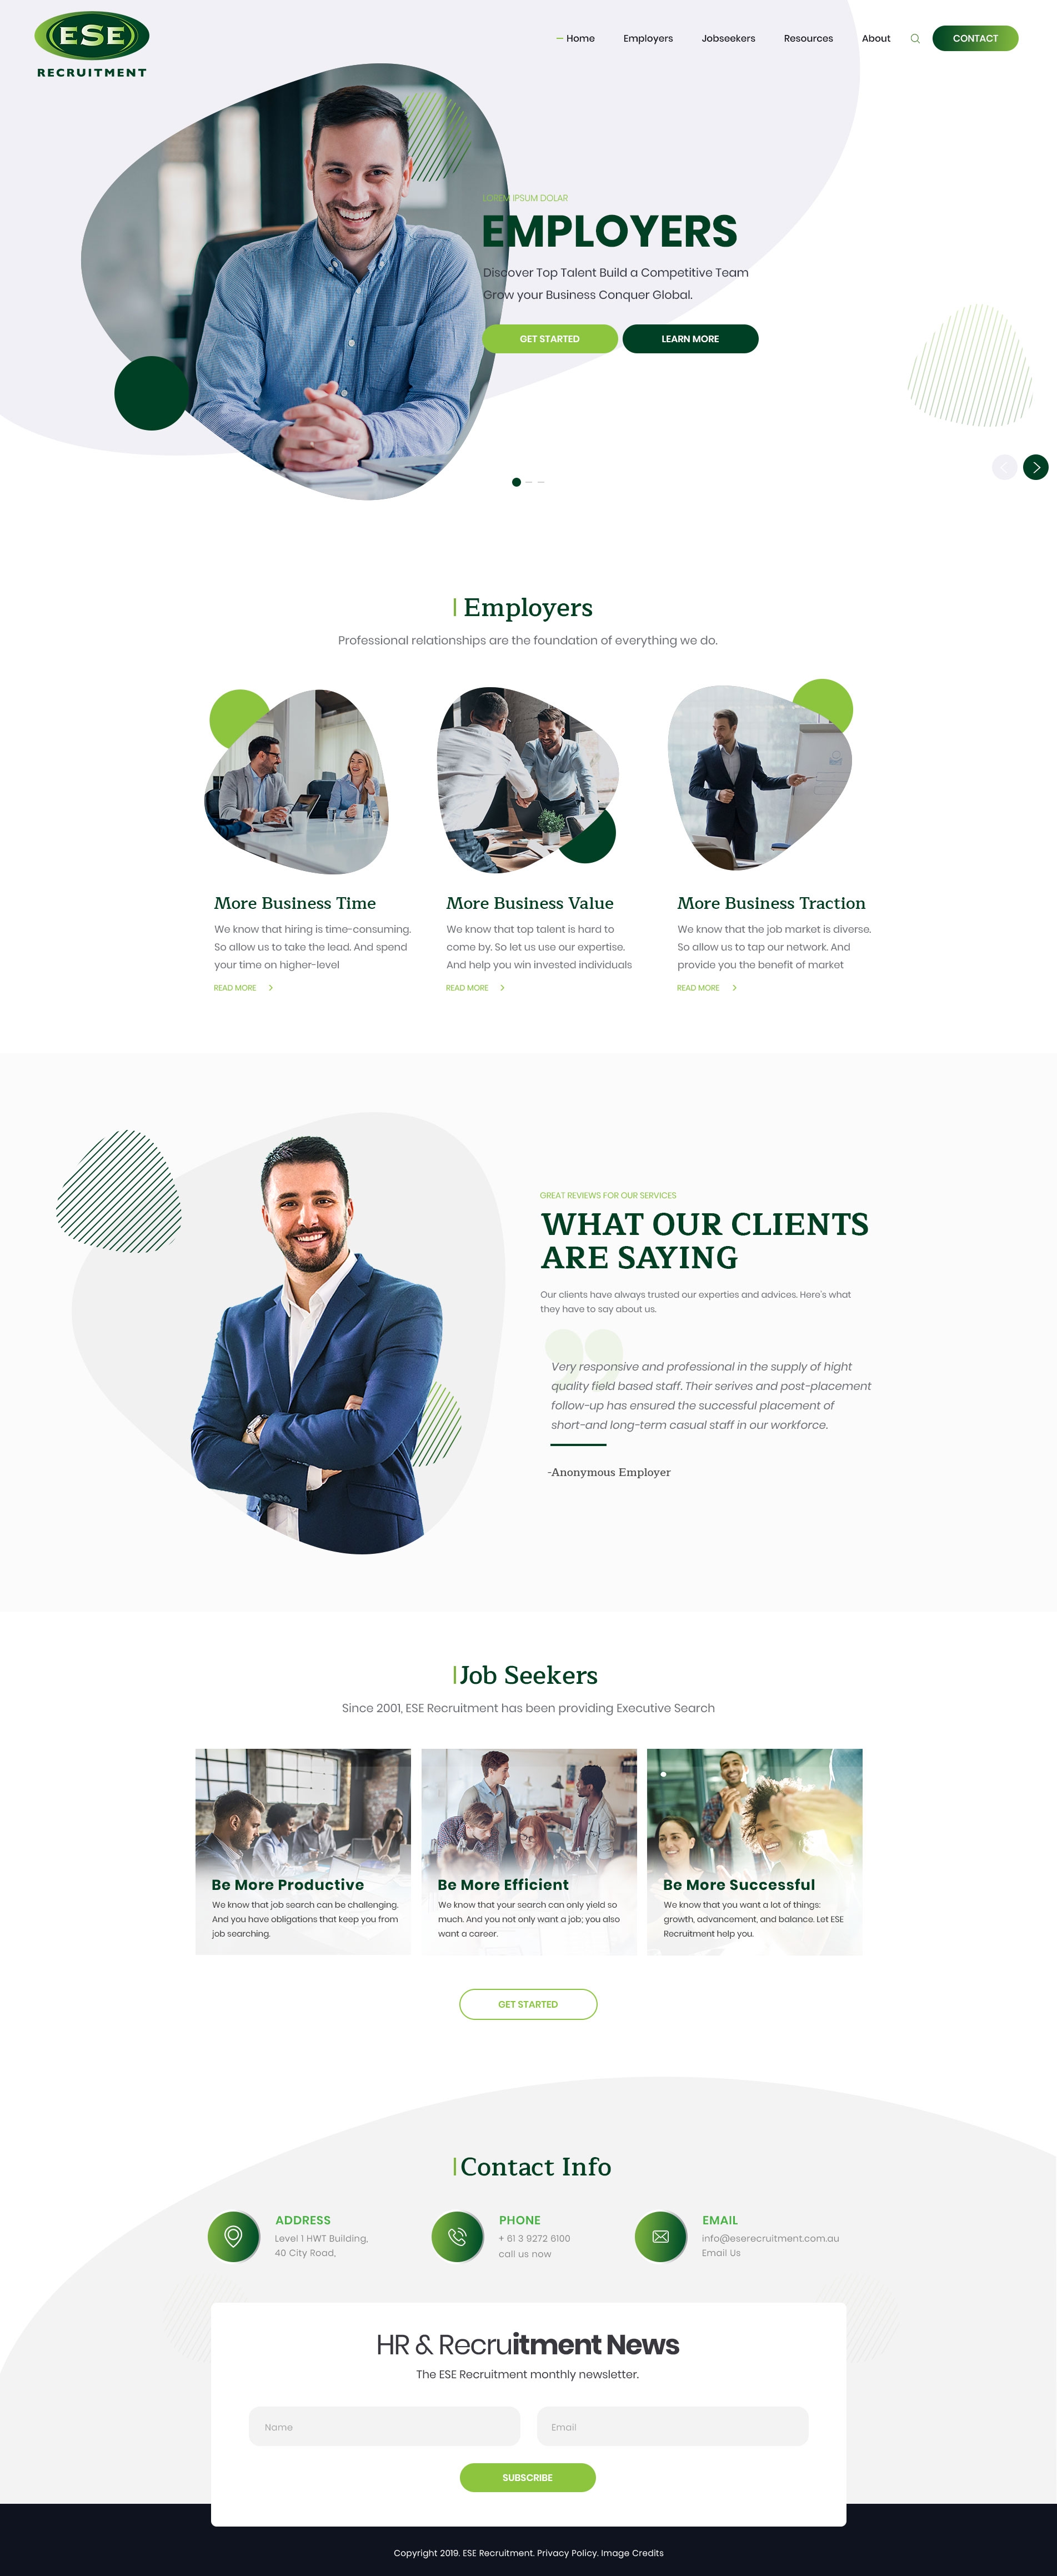 ESE
RECRUITMENT
Home Employers Jobseekers Resources About CONTACT
LOREM IPSUM DOLAR
EMPLOYERS
Discover Top Talent Build a Competitive Team
Grow your Business Conquer Global.
GET STARTED LEARN MORE
Employers
Professional relationships are the foundation of everything we do.
More Business Time
We know that hiring is time-consuming.
So allow us to take the lead. And spend
your time on higher-level
READ MORE
More Business Value
We know that top talent is hard to
come by. So let us use our expertise.
And help you win invested individuals
READ MORE
More Business Traction
We know that the job market is diverse.
So allow us to tap our network. And
provide you the benefit of market
READ MORE
GREAT REVIEWS FOR OUR SERVICES
WHAT OUR CLIENTS
ARE SAYING
Our clients have always trusted our experties and advices. Here's what
they have to say about us.
Very responsive and professional in the supply of hight
quality field based staff. Their serives and post-placement
follow-up has ensured the successful placement of
short-and long-term casual staff in our workforce.
-Anonymous Employer
Job Seekers
Since 2001, ESE Recruitment has been providing Executive Search
Be More Productive
We know that job search can be challenging.
And you have obligations that keep you from
job searching.
Be More Efficient
We know that your search can only yield so
much. And you not only want a job; you also
want a career.
Be More Successful
We know that you want a lot of things:
growth, advancement, and balance. Let ESE
Recruitment help you.
GET STARTED
Contact Info
ADDRESS
Level 1 HWT Building,
40 City Road,
PHONE
+ 61 3 9272 6100
call us now
EMAIL
info@eserecruitment.com.au
Email Us
HR & Recruitment News
The ESE Recruitment monthly newsletter.
Name Email
SUBSCRIBE
Copyright 2019. ESE Recruitment. Privacy Policy. Image Credits